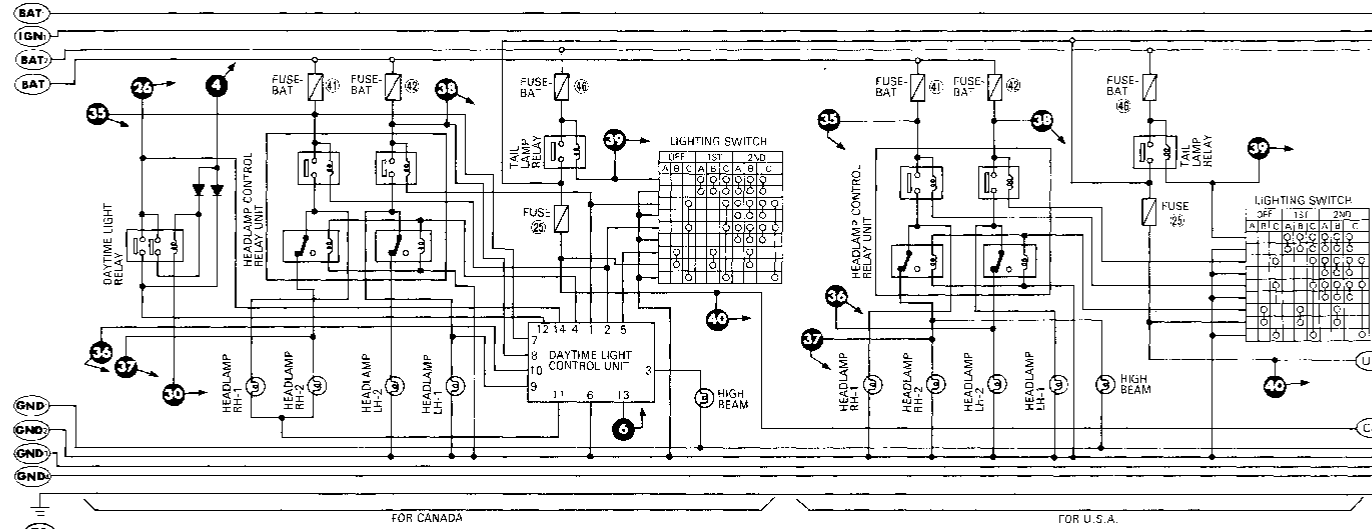 BAT
IGN1
BAT2
BAT
26
4
35
FUSE-BAT
41
FUSE-BAT
42
38
FUSE-BAT
46
39
TAIL LAMP RELAY
LIGHTING SWITCH
OFF 1ST 2ND
A B C A B C A B C
HEADLAMP CONTROL RELAY UNIT
FUSE
25
DAYTIME LIGHT RELAY
40
36
37
30
12 14 4 1 2 5
7
8
10
9
DAYTIME LIGHT CONTROL UNIT
3
11 6 13
6
HEADLAMP RH-1
HEADLAMP RH-2
HEADLAMP LH-2
HEADLAMP LH-1
HIGH BEAM
FUSE-BAT
41
FUSE-BAT
42
35
38
FUSE-BAT
46
TAIL LAMP RELAY
39
HEADLAMP CONTROL RELAY UNIT
FUSE
25
LIGHTING SWITCH
OFF 1ST 2ND
A B C A B C A B C
36
37
HEADLAMP RH-1
HEADLAMP RH-2
HEADLAMP LH-2
HEADLAMP LH-1
HIGH BEAM
40
U
C
GND
GND2
GND3
GND4
FOR CANADA
FOR U.S.A.